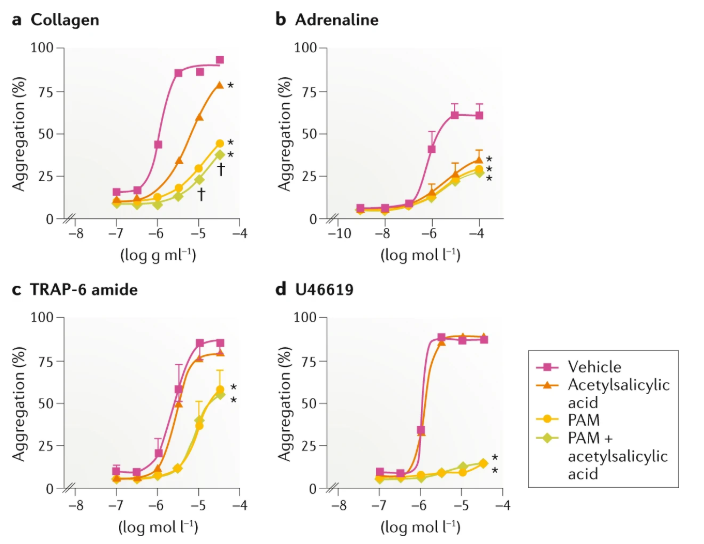 a Collagen
100
75
50
25
0
Aggregation (%)
–8 –7 –6 –5 –4
(log g ml⁻¹)
*
*
*
†
†
b Adrenaline
100
75
50
25
0
Aggregation (%)
–10 –8 –6 –4
(log mol l⁻¹)
*
*
*
c TRAP-6 amide
100
75
50
25
0
Aggregation (%)
–8 –7 –6 –5 –4
(log mol l⁻¹)
*
*
d U46619
100
75
50
25
0
Aggregation (%)
–8 –7 –6 –5 –4
(log mol l⁻¹)
*
*
Vehicle
Acetylsalicylic
acid
PAM
PAM +
acetylsalicylic
acid